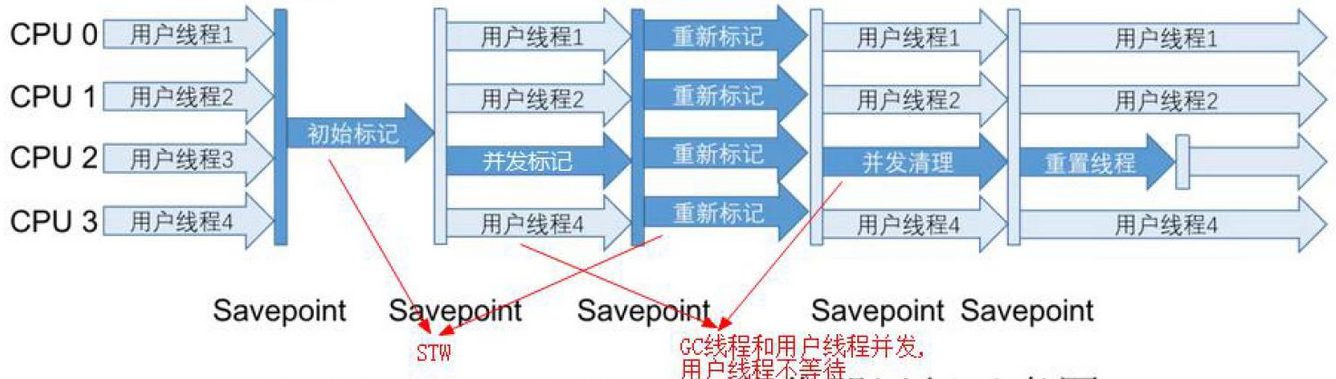 CPU 0 用户线程1 用户线程1 重新标记 用户线程1 用户线程1
CPU 1 用户线程2 用户线程2 重新标记 用户线程2 用户线程2
初始标记
CPU 2 用户线程3 并发标记 重新标记 并发清理 重置线程
CPU 3 用户线程4 用户线程4 重新标记 用户线程4 用户线程4
Savepoint Savepoint Savepoint Savepoint Savepoint
STW
GC线程和用户线程并发,
用户线程不等待